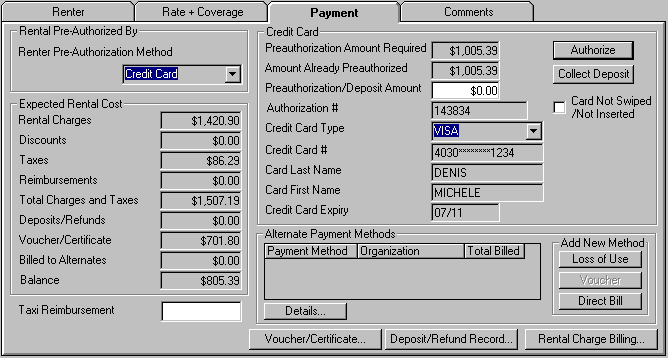 Renter Rate + Coverage Payment Comments
Rental Pre-Authorized By
Renter Pre-Authorization Method
Credit Card
Expected Rental Cost
Rental Charges $1,420.90
Discounts $0.00
Taxes $86.29
Reimbursements $0.00
Total Charges and Taxes $1,507.19
Deposits/Refunds $0.00
Voucher/Certificate $701.80
Billed to Alternates $0.00
Balance $805.39
Taxi Reimbursement
Credit Card
Preauthorization Amount Required $1,005.39
Amount Already Preauthorized $1,005.39
Preauthorization/Deposit Amount $0.00
Authorization # 143834
Credit Card Type VISA
Credit Card # 4030********1234
Card Last Name DENIS
Card First Name MICHELE
Credit Card Expiry 07/11
Authorize
Collect Deposit
Card Not Swiped
/Not Inserted
Alternate Payment Methods
Payment Method Organization Total Billed
Details...
Add New Method
Loss of Use
Voucher
Direct Bill
Voucher/Certificate... Deposit/Refund Record... Rental Charge Billing...